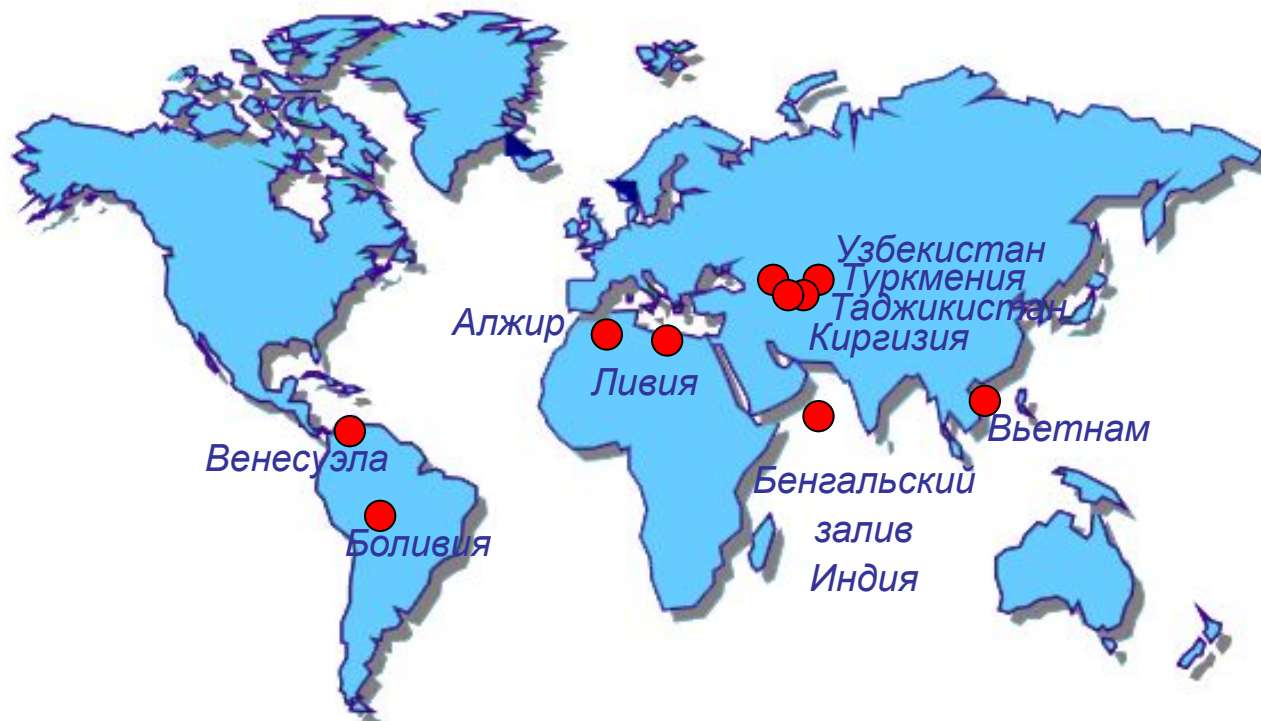 Узбекистан
Туркмения
Таджикистан
Киргизия
Алжир
Ливия
Вьетнам
Венесуэла
Бенгальский
залив
Индия
Боливия